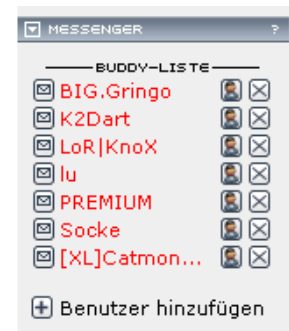 MESSENGER ?
BUDDY-LISTE
BIG.Gringo
K2Dart
LoR|KnoX
lu
PREMIUM
Socke
[XL]Catmon...
Benutzer hinzufügen